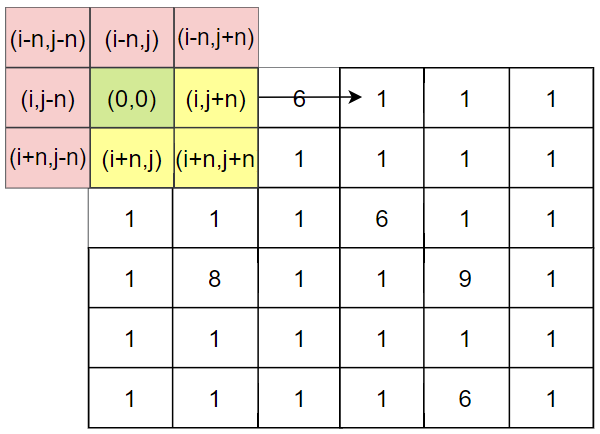 (i-n,j-n) (i-n,j) (i-n,j+n)
(i,j-n) (0,0) (i,j+n) 6 1 1 1
(i+n,j-n) (i+n,j) (i+n,j+n 1 1 1 1
1 1 1 6 1 1
1 8 1 1 9 1
1 1 1 1 1 1
1 1 1 1 6 1